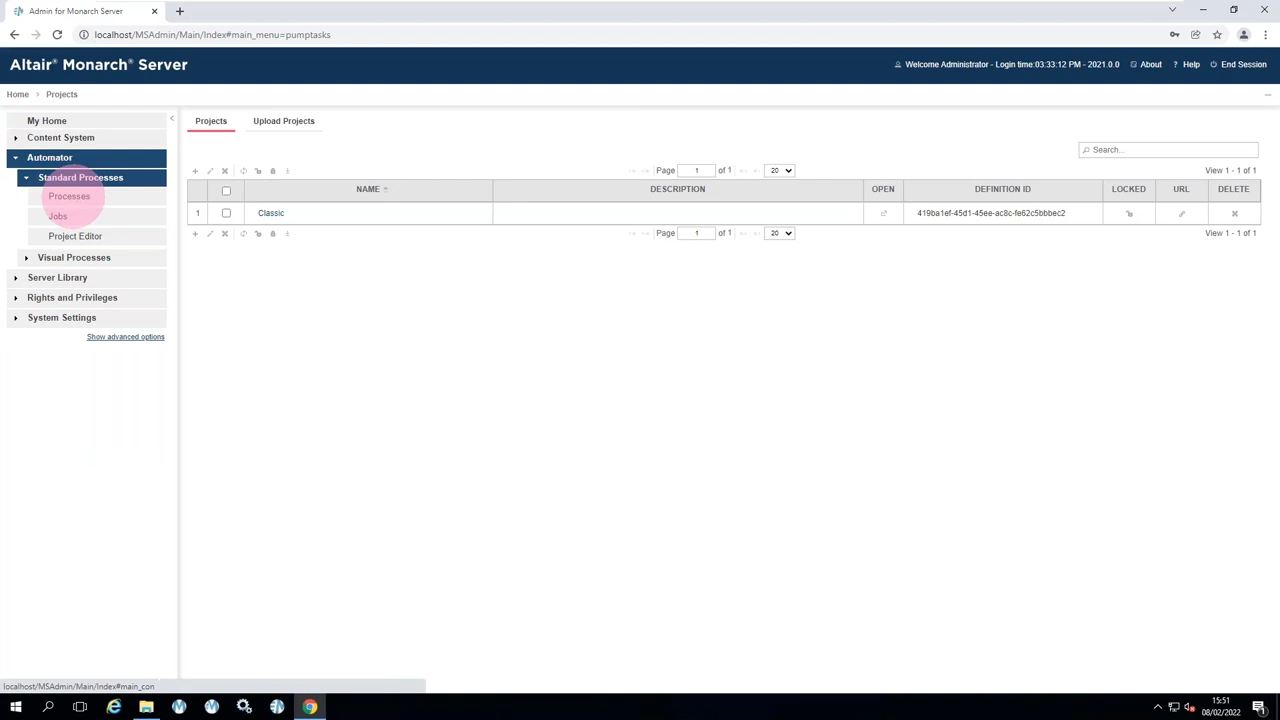 Admin for Monarch Server
localhost/MSAdmin/Main/Index#main_menu=pumptasks
Altair® Monarch® Server
Welcome Administrator - Login time:03:33:12 PM - 2021.0.0 About ? Help End Session
Home > Projects
My Home
Content System
Automator
Standard Processes
Processes
Jobs
Project Editor
Visual Processes
Server Library
Rights and Privileges
System Settings
Show advanced options
Projects Upload Projects
Search...
Page 1 of 1 20 View 1 - 1 of 1
NAME DESCRIPTION OPEN DEFINITION ID LOCKED URL DELETE
1 Classic 419ba1ef-45d1-45ee-ac8c-fe62c5bbbec2
Page 1 of 1 20 View 1 - 1 of 1
localhost/MSAdmin/Main/Index#main_con
15:51
08/02/2022